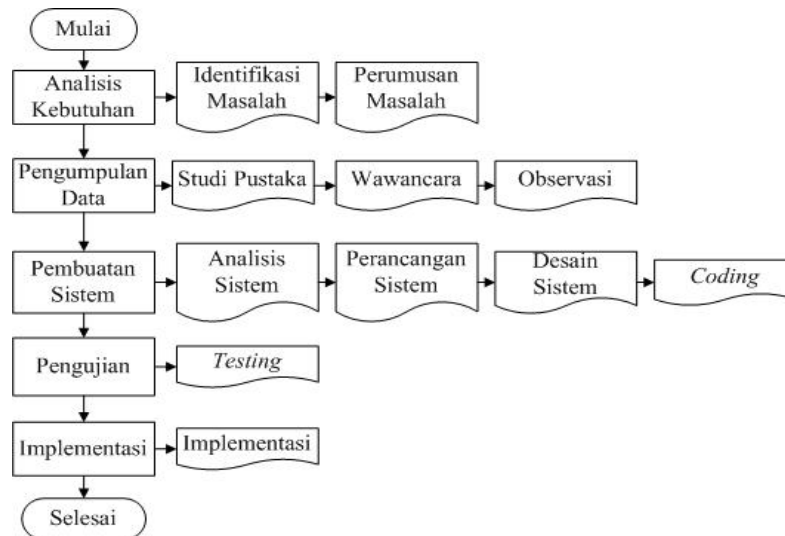 Mulai
Analisis
Kebutuhan
Identifikasi
Masalah
Perumusan
Masalah
Pengumpulan
Data
Studi Pustaka
Wawancara
Observasi
Pembuatan
Sistem
Analisis
Sistem
Perancangan
Sistem
Desain
Sistem
Coding
Pengujian
Testing
Implementasi
Implementasi
Selesai